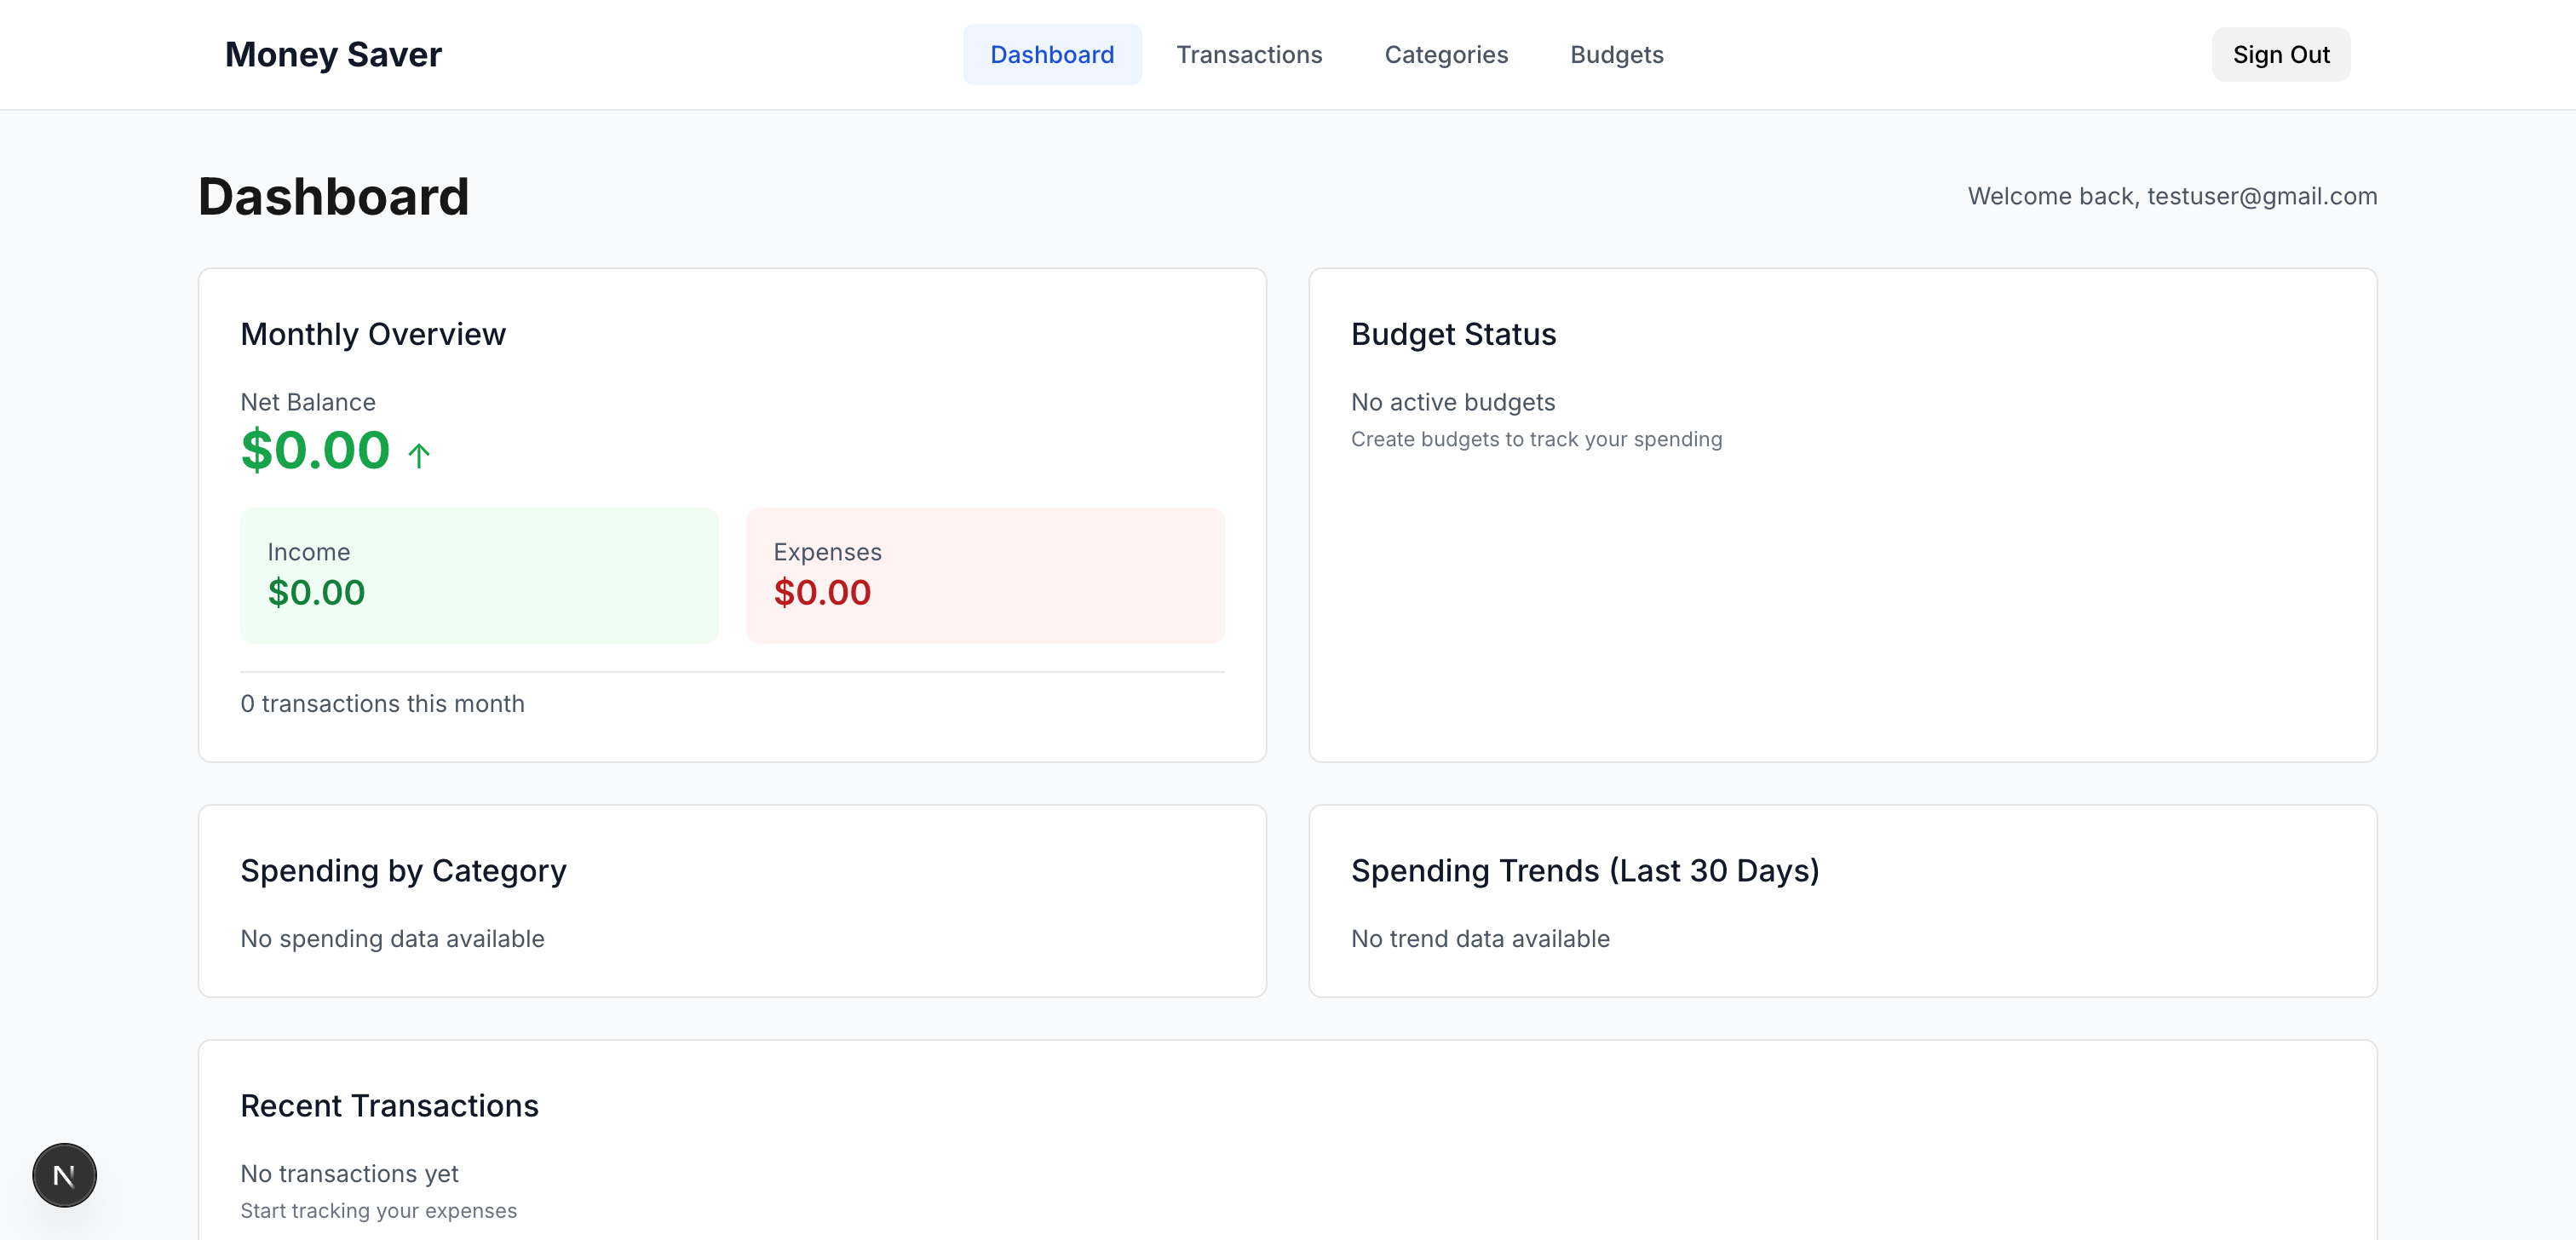 Money Saver
Dashboard
Transactions
Categories
Budgets
Sign Out
Dashboard
Welcome back, testuser@gmail.com
Monthly Overview
Net Balance
$0.00 ↑
Income
$0.00
Expenses
$0.00
0 transactions this month
Budget Status
No active budgets
Create budgets to track your spending
Spending by Category
No spending data available
Spending Trends (Last 30 Days)
No trend data available
Recent Transactions
No transactions yet
Start tracking your expenses
N